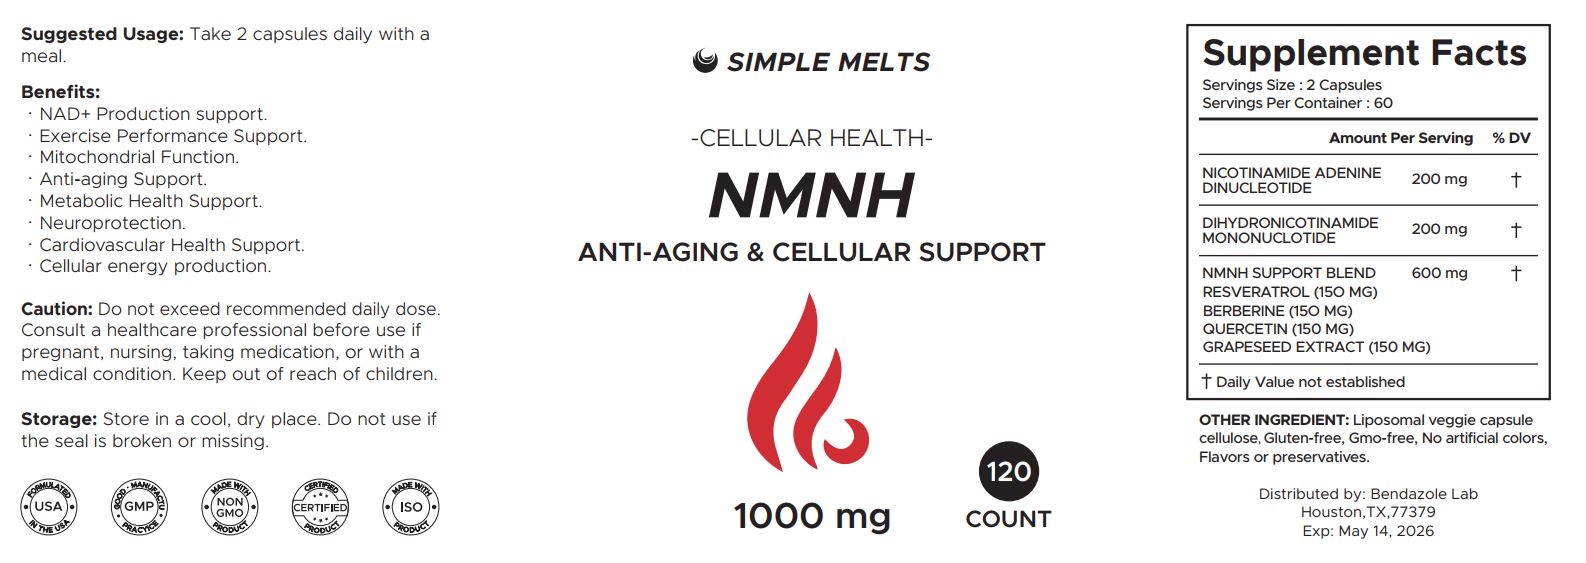 Suggested Usage: Take 2 capsules daily with a
meal.
Benefits:
· NAD+ Production support.
· Exercise Performance Support.
· Mitochondrial Function.
· Anti-aging Support.
· Metabolic Health Support.
· Neuroprotection.
· Cardiovascular Health Support.
· Cellular energy production.
Caution: Do not exceed recommended daily dose.
Consult a healthcare professional before use if
pregnant, nursing, taking medication, or with a
medical condition. Keep out of reach of children.
Storage: Store in a cool, dry place. Do not use if
the seal is broken or missing.
FORMULATED
USA
IN THE USA
GOOD · MANUFACTU
GMP
PRACYICE
MADE WITH
NON
GMO
PRODUCT
CERTIFIED
CERTIFIED
PRODUCT
MADE WITH
ISO
PRODUCT
SIMPLE MELTS
-CELLULAR HEALTH-
NMNH
ANTI-AGING & CELLULAR SUPPORT
1000 mg
120
COUNT
Supplement Facts
Servings Size : 2 Capsules
Servings Per Container : 60
Amount Per Serving % DV
NICOTINAMIDE ADENINE
DINUCLEOTIDE 200 mg †
DIHYDRONICOTINAMIDE
MONONUCLOTIDE 200 mg †
NMNH SUPPORT BLEND 600 mg †
RESVERATROL (15O MG)
BERBERINE (15O MG)
QUERCETIN (150 MG)
GRAPESEED EXTRACT (150 MG)
† Daily Value not established
OTHER INGREDIENT: Liposomal veggie capsule
cellulose, Gluten-free, Gmo-free, No artificial colors,
Flavors or preservatives.
Distributed by: Bendazole Lab
Houston,TX,77379
Exp: May 14, 2026